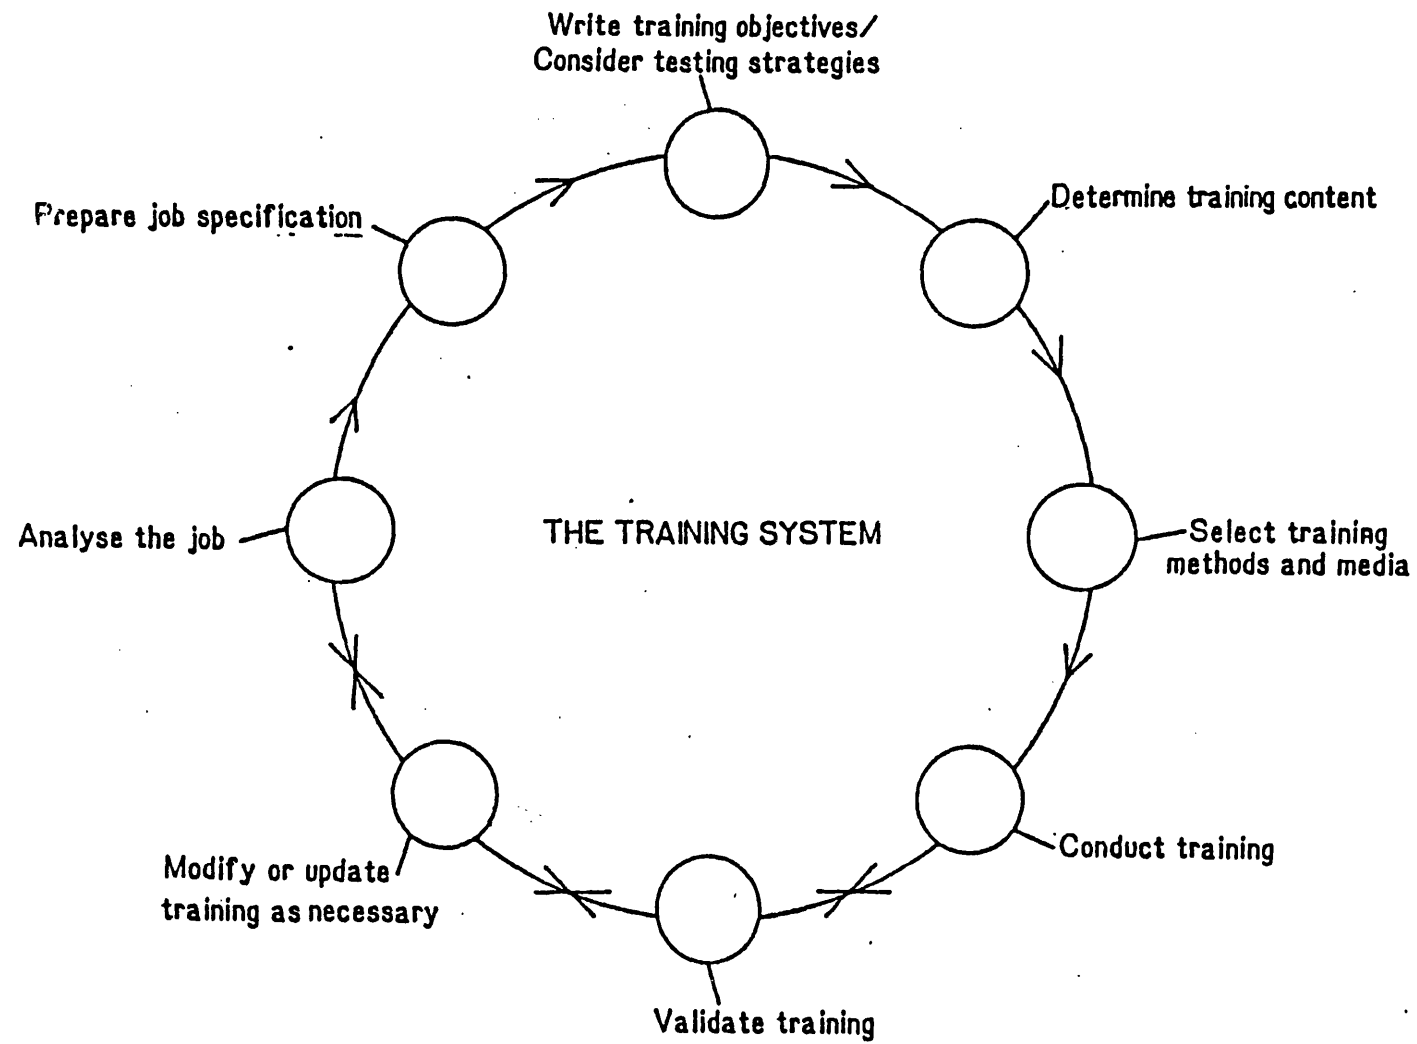 Write training objectives/
Consider testing strategies
Determine training content
Prepare job specification
THE TRAINING SYSTEM
Analyse the job
Select training
methods and media
Conduct training
Modify or update
training as necessary
Validate training